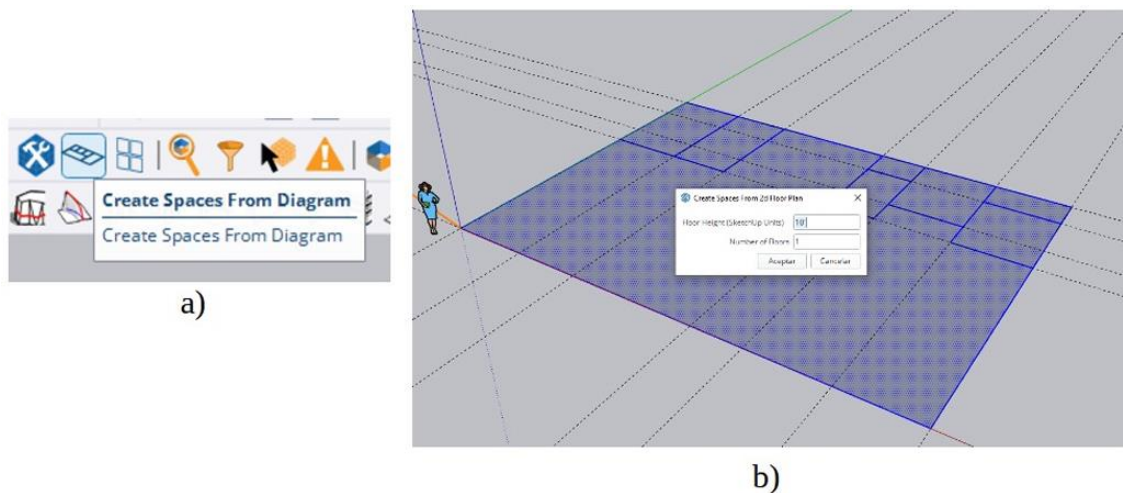 Create Spaces From Diagram
Create Spaces From Diagram
a)
Create Spaces From 2d Floor Plan
Floor Height (SketchUp Units) 10'
Number of Floors 1
Aceptar Cancelar
b)